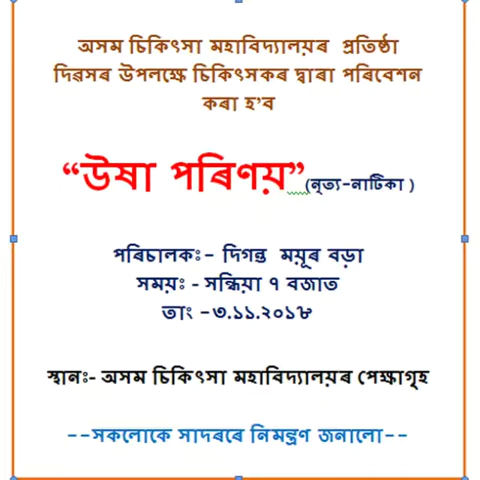 অসম চিকিৎসা মহাবিদ্যালয়ৰ প্ৰতিষ্ঠা
দিৱসৰ উপলক্ষে চিকিৎসকৰ দ্বাৰা পৰিবেশন
কৰা হ’ব
“উষা পৰিণয়”(নৃত্য-নাটিকা )
পৰিচালকঃ- দিগন্ত ময়ূৰ বড়া
সময়ঃ - সন্ধিয়া ৭ বজাত
তাং -৩.১১.২০১৮
স্থানঃ- অসম চিকিৎসা মহাবিদ্যালয়ৰ পেক্ষাগৃহ
--সকলোকে সাদৰৰে নিমন্ত্ৰণ জনালো--